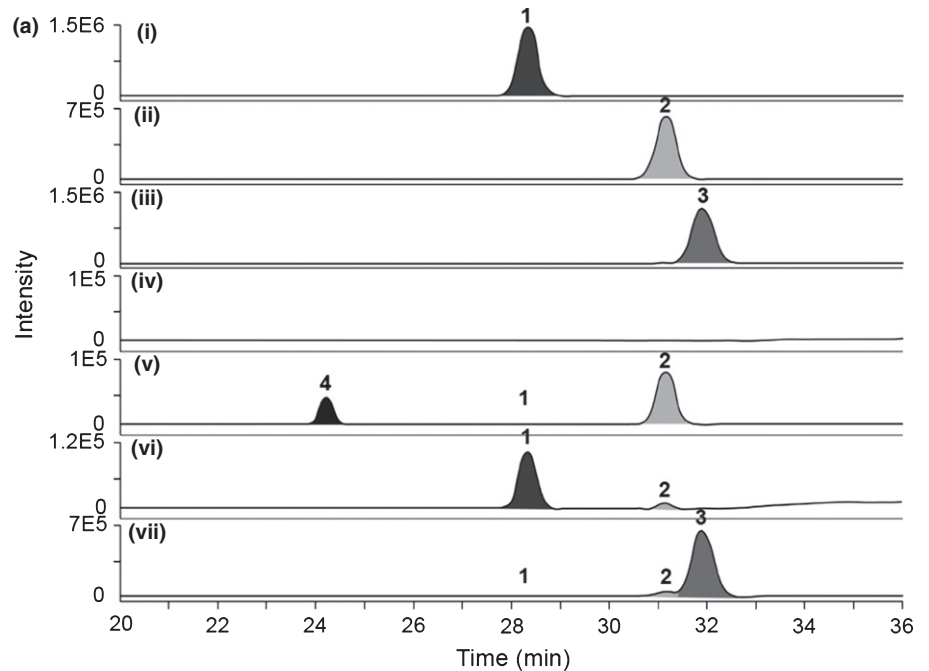 (a)
1.5E6
(i)
1
0
7E5
(ii)
2
0
1.5E6
(iii)
3
0
1E5
(iv)
0
1E5
(v)
4
1
2
0
1.2E5
(vi)
1
2
0
7E5
(vii)
1
2
3
0
20 22 24 26 28 30 32 34 36
Time (min)
Intensity